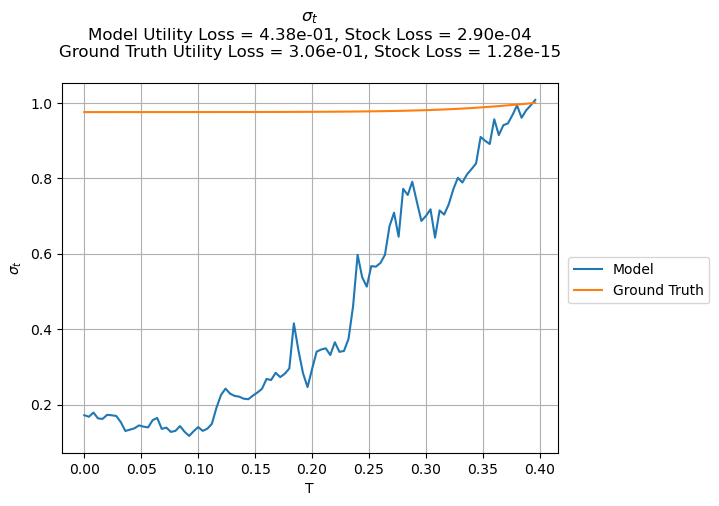 σₜ
Model Utility Loss = 4.38e-01, Stock Loss = 2.90e-04
Ground Truth Utility Loss = 3.06e-01, Stock Loss = 1.28e-15
1.0
0.8
0.6
0.4
0.2
σₜ
0.00 0.05 0.10 0.15 0.20 0.25 0.30 0.35 0.40
T
Model
Ground Truth